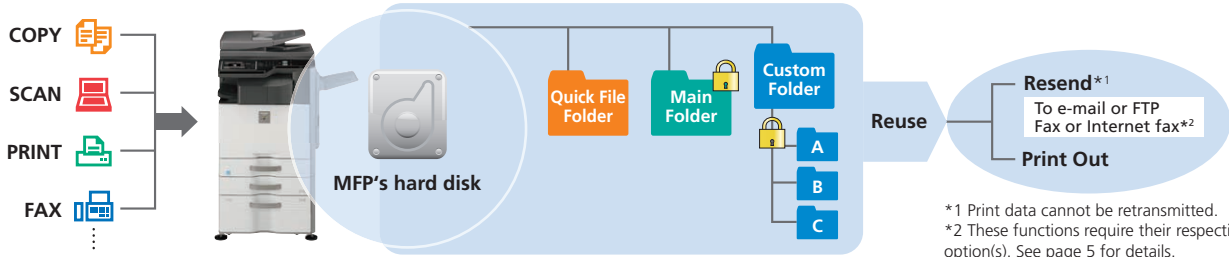 COPY
SCAN
PRINT
FAX
MFP's hard disk
Quick File
Folder
Main
Folder
Custom
Folder
A
B
C
Reuse
Resend*1
To e-mail or FTP
Fax or Internet fax*2
Print Out
*1 Print data cannot be retransmitted.
*2 These functions require their respecti
option(s). See page 5 for details.